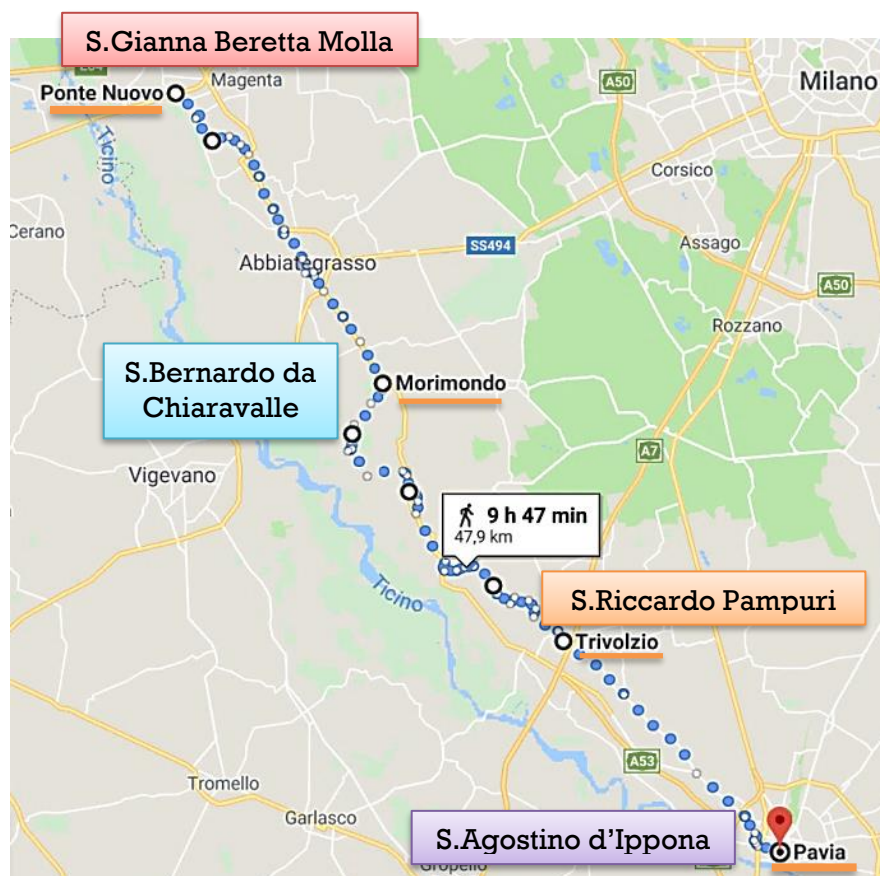 S.Gianna Beretta Molla
Magenta
Ponte Nuovo
A50
Milano
Ticino
Corsico
Cerano
SS494
Assago
Abbiategrasso
A50
Rozzano
S.Bernardo da
Chiaravalle
Morimondo
A7
Vigevano
9 h 47 min
47,9 km
Ticino
S.Riccardo Pampuri
Trivolzio
A53
Tromello
Garlasco
S.Agostino d'Ippona
Pavia